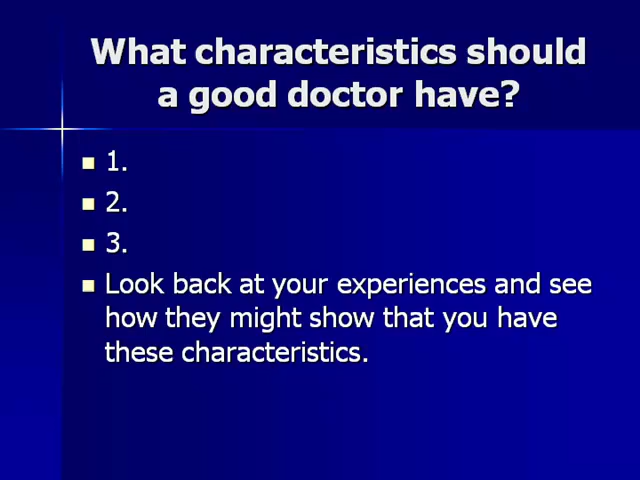 What characteristics should
a good doctor have?
1.
2.
3.
Look back at your experiences and see
how they might show that you have
these characteristics.